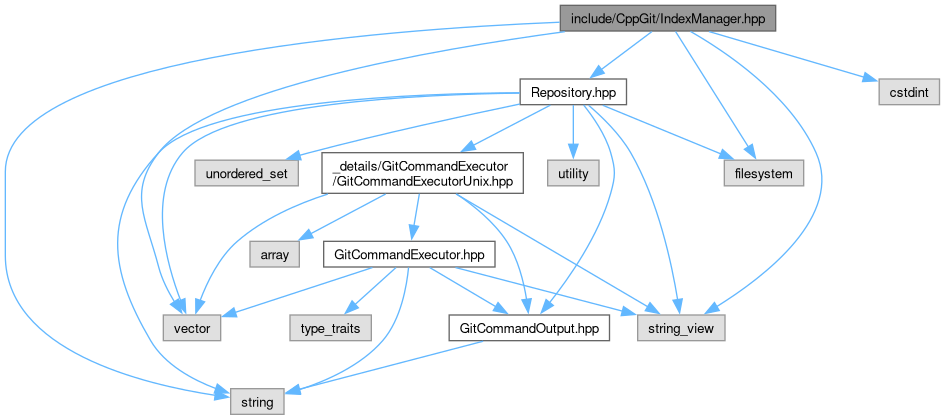 include/CppGit/IndexManager.hpp
Repository.hpp
cstdint
unordered_set
_details/GitCommandExecutor
/GitCommandExecutorUnix.hpp
utility
filesystem
array
GitCommandExecutor.hpp
vector
type_traits
GitCommandOutput.hpp
string_view
string